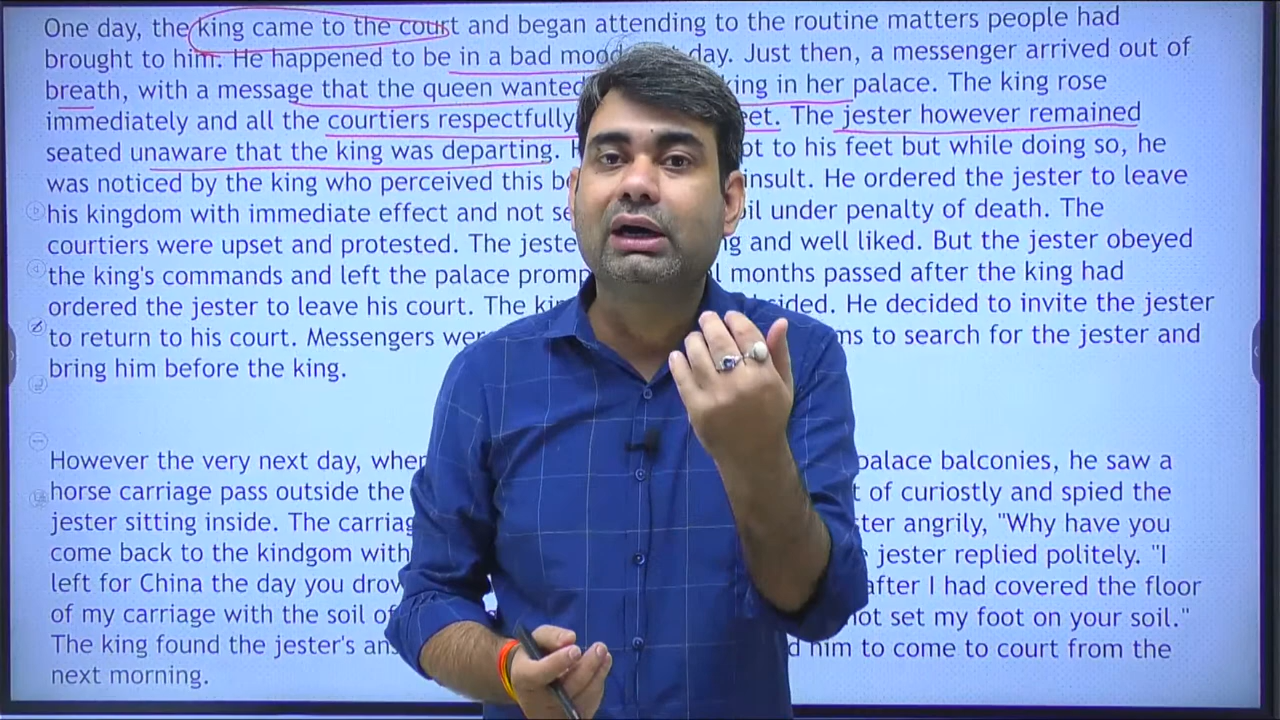 One day, the king came to the court and began attending to the routine matters people had
brought to him. He happened to be in a bad mood day. Just then, a messenger arrived out of
breath, with a message that the queen wanted king in her palace. The king rose
immediately and all the courtiers respectfully feet. The jester however remained
seated unaware that the king was departing. to his feet but while doing so, he
was noticed by the king who perceived this insult. He ordered the jester to leave
his kingdom with immediate effect and not soil under penalty of death. The
courtiers were upset and protested. The jester and well liked. But the jester obeyed
the king's commands and left the palace months passed after the king had
ordered the jester to leave his court. The He decided to invite the jester
to return to his court. Messengers were to search for the jester and
bring him before the king.
However the very next day, palace balconies, he saw a
horse carriage pass outside the of curiostly and spied the
jester sitting inside. The angrily, "Why have you
come back to the kindgom jester replied politely. "I
left for China the day you after I had covered the floor
of my carriage with the soil not set my foot on your soil."
The king found the jester's him to come to court from the
next morning.